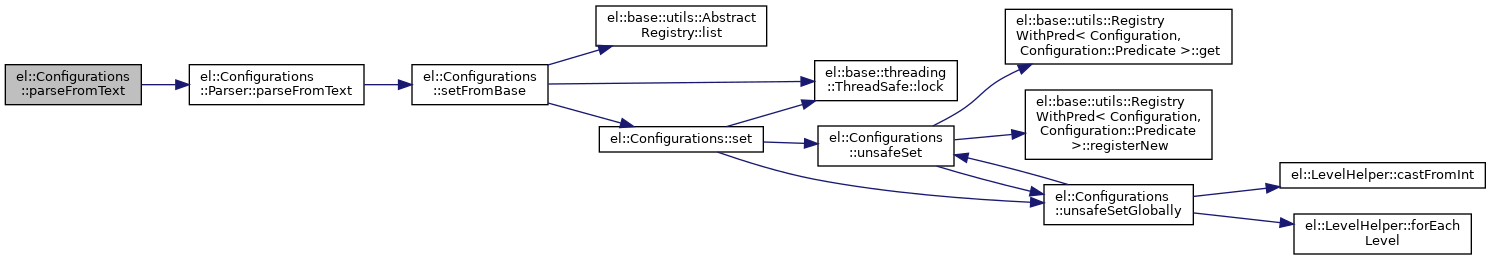 el::Configurations
::parseFromText
el::Configurations
::Parser::parseFromText
el::Configurations
::setFromBase
el::base::utils::Abstract
Registry::list
el::base::threading
::ThreadSafe::lock
el::Configurations::set
el::Configurations
::unsafeSet
el::base::utils::Registry
WithPred< Configuration,
Configuration::Predicate >::get
el::base::utils::Registry
WithPred< Configuration,
Configuration::Predicate
>::registerNew
el::Configurations
::unsafeSetGlobally
el::LevelHelper::castFromInt
el::LevelHelper::forEach
Level